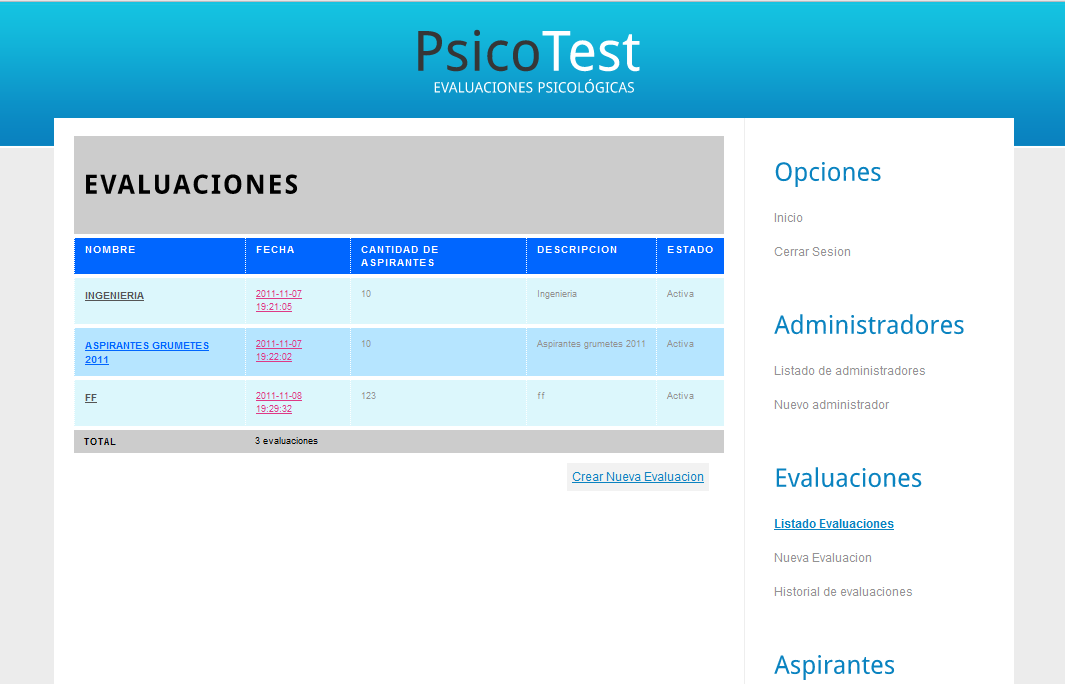 PsicoTest
EVALUACIONES PSICOLÓGICAS
EVALUACIONES
NOMBRE FECHA CANTIDAD DE ASPIRANTES DESCRIPCION ESTADO
INGENIERIA 2011-11-07 19:21:05 10 Ingenieria Activa
ASPIRANTES GRUMETES 2011 2011-11-07 19:22:02 10 Aspirantes grumetes 2011 Activa
FF 2011-11-08 19:29:32 123 ff Activa
TOTAL 3 evaluaciones
Crear Nueva Evaluacion
Opciones
Inicio
Cerrar Sesion
Administradores
Listado de administradores
Nuevo administrador
Evaluaciones
Listado Evaluaciones
Nueva Evaluacion
Historial de evaluaciones
Aspirantes